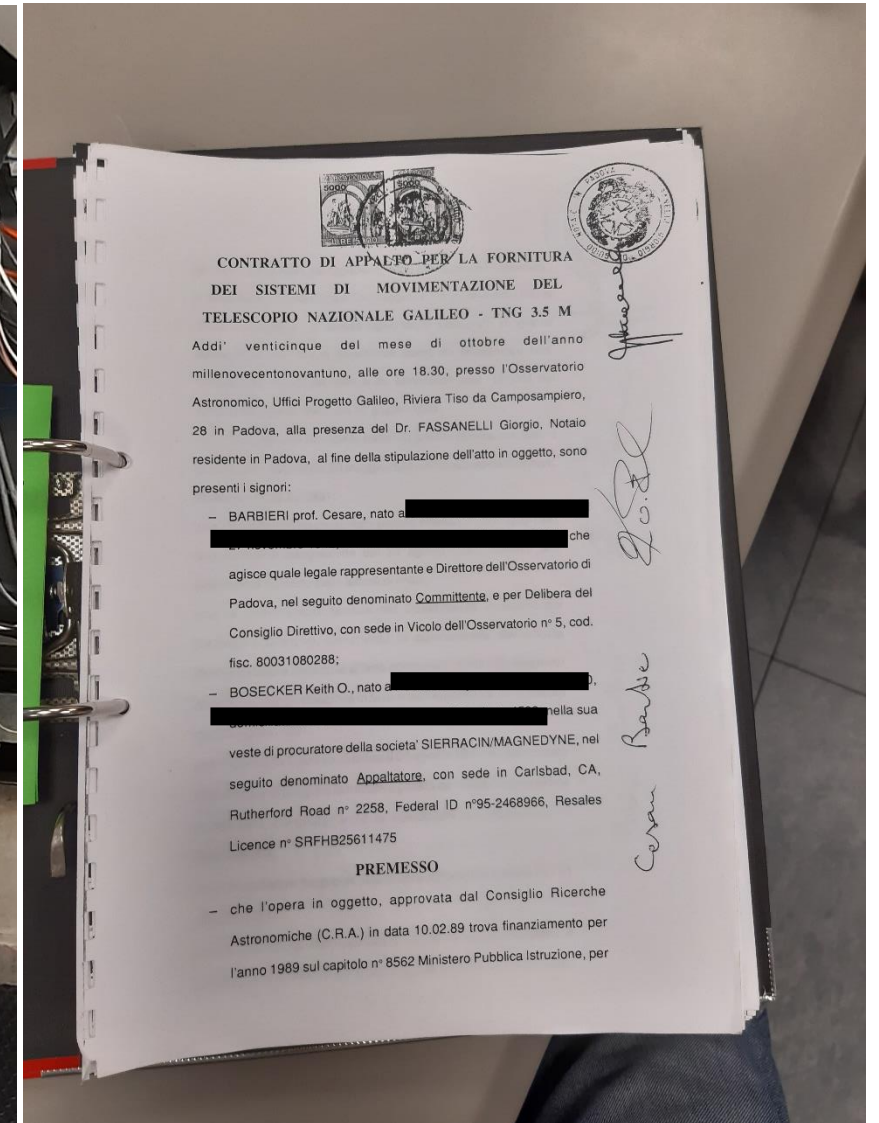 5000
5000
LIRE
CONTRATTO DI APPALTO PER LA FORNITURA
DEI SISTEMI DI MOVIMENTAZIONE DEL
TELESCOPIO NAZIONALE GALILEO - TNG 3.5 M
Addi' venticinque del mese di ottobre dell'anno
millenovecentonovantuno, alle ore 18.30, presso l'Osservatorio
Astronomico, Uffici Progetto Galileo, Riviera Tiso da Camposampiero,
28 in Padova, alla presenza del Dr. FASSANELLI Giorgio, Notaio
residente in Padova, al fine della stipulazione dell'atto in oggetto, sono
presenti i signori:
– BARBIERI prof. Cesare, nato a
che
agisce quale legale rappresentante e Direttore dell'Osservatorio di
Padova, nel seguito denominato Committente, e per Delibera del
Consiglio Direttivo, con sede in Vicolo dell'Osservatorio n° 5, cod.
fisc. 80031080288;
– BOSECKER Keith O., nato a
nella sua
veste di procuratore della societa' SIERRACIN/MAGNEDYNE, nel
seguito denominato Appaltatore, con sede in Carlsbad, CA,
Rutherford Road n° 2258, Federal ID n°95-2468966, Resales
Licence n° SRFHB25611475
PREMESSO
– che l'opera in oggetto, approvata dal Consiglio Ricerche
Astronomiche (C.R.A.) in data 10.02.89 trova finanziamento per
l'anno 1989 sul capitolo n° 8562 Ministero Pubblica Istruzione, per